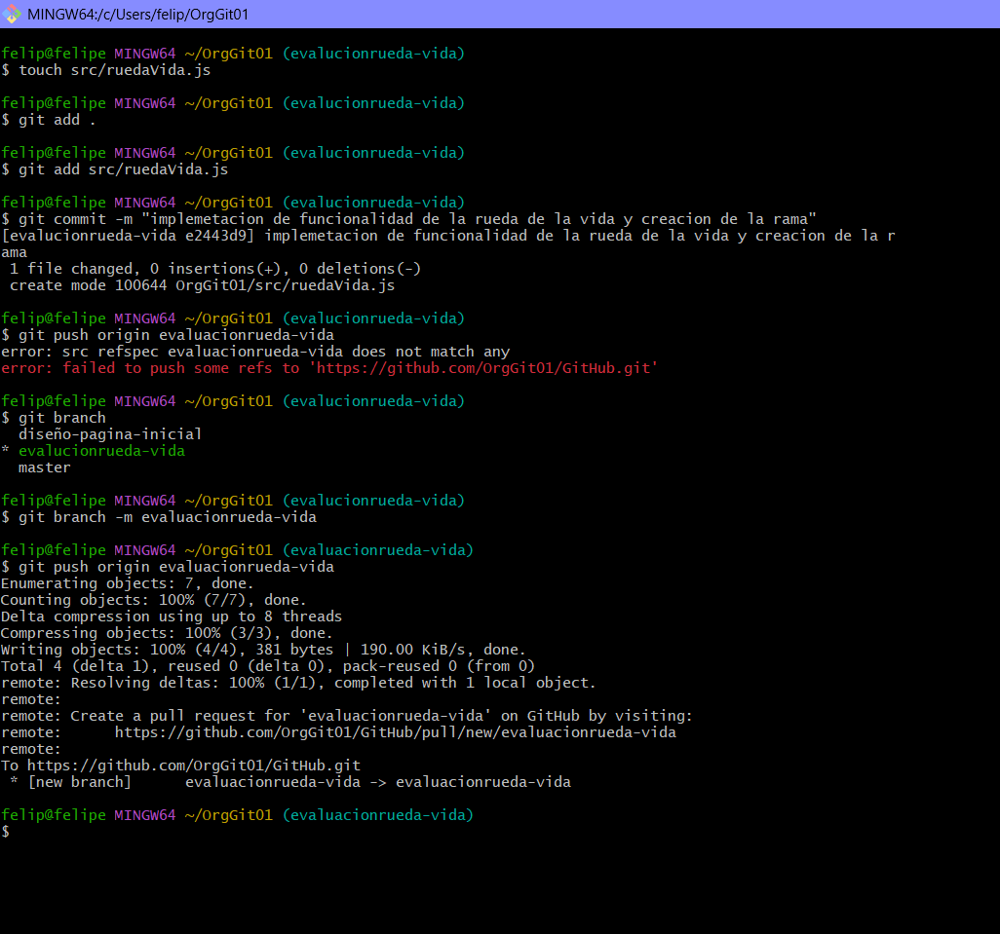 MINGW64:/c/Users/felip/OrgGit01
felip@felipe MINGW64 ~/OrgGit01 (evalucionrueda-vida)
$ touch src/ruedaVida.js
felip@felipe MINGW64 ~/OrgGit01 (evalucionrueda-vida)
$ git add .
felip@felipe MINGW64 ~/OrgGit01 (evalucionrueda-vida)
$ git add src/ruedaVida.js
felip@felipe MINGW64 ~/OrgGit01 (evalucionrueda-vida)
$ git commit -m "implemetacion de funcionalidad de la rueda de la vida y creacion de la rama"
[evalucionrueda-vida e2443d9] implemetacion de funcionalidad de la rueda de la vida y creacion de la r
ama
 1 file changed, 0 insertions(+), 0 deletions(-)
 create mode 100644 OrgGit01/src/ruedaVida.js
felip@felipe MINGW64 ~/OrgGit01 (evalucionrueda-vida)
$ git push origin evaluacionrueda-vida
error: src refspec evaluacionrueda-vida does not match any
error: failed to push some refs to 'https://github.com/OrgGit01/GitHub.git'
felip@felipe MINGW64 ~/OrgGit01 (evalucionrueda-vida)
$ git branch
  diseño-pagina-inicial
* evalucionrueda-vida
  master
felip@felipe MINGW64 ~/OrgGit01 (evalucionrueda-vida)
$ git branch -m evaluacionrueda-vida
felip@felipe MINGW64 ~/OrgGit01 (evaluacionrueda-vida)
$ git push origin evaluacionrueda-vida
Enumerating objects: 7, done.
Counting objects: 100% (7/7), done.
Delta compression using up to 8 threads
Compressing objects: 100% (3/3), done.
Writing objects: 100% (4/4), 381 bytes | 190.00 KiB/s, done.
Total 4 (delta 1), reused 0 (delta 0), pack-reused 0 (from 0)
remote: Resolving deltas: 100% (1/1), completed with 1 local object.
remote:
remote: Create a pull request for 'evaluacionrueda-vida' on GitHub by visiting:
remote:      https://github.com/OrgGit01/GitHub/pull/new/evaluacionrueda-vida
remote:
To https://github.com/OrgGit01/GitHub.git
 * [new branch]      evaluacionrueda-vida -> evaluacionrueda-vida
felip@felipe MINGW64 ~/OrgGit01 (evaluacionrueda-vida)
$